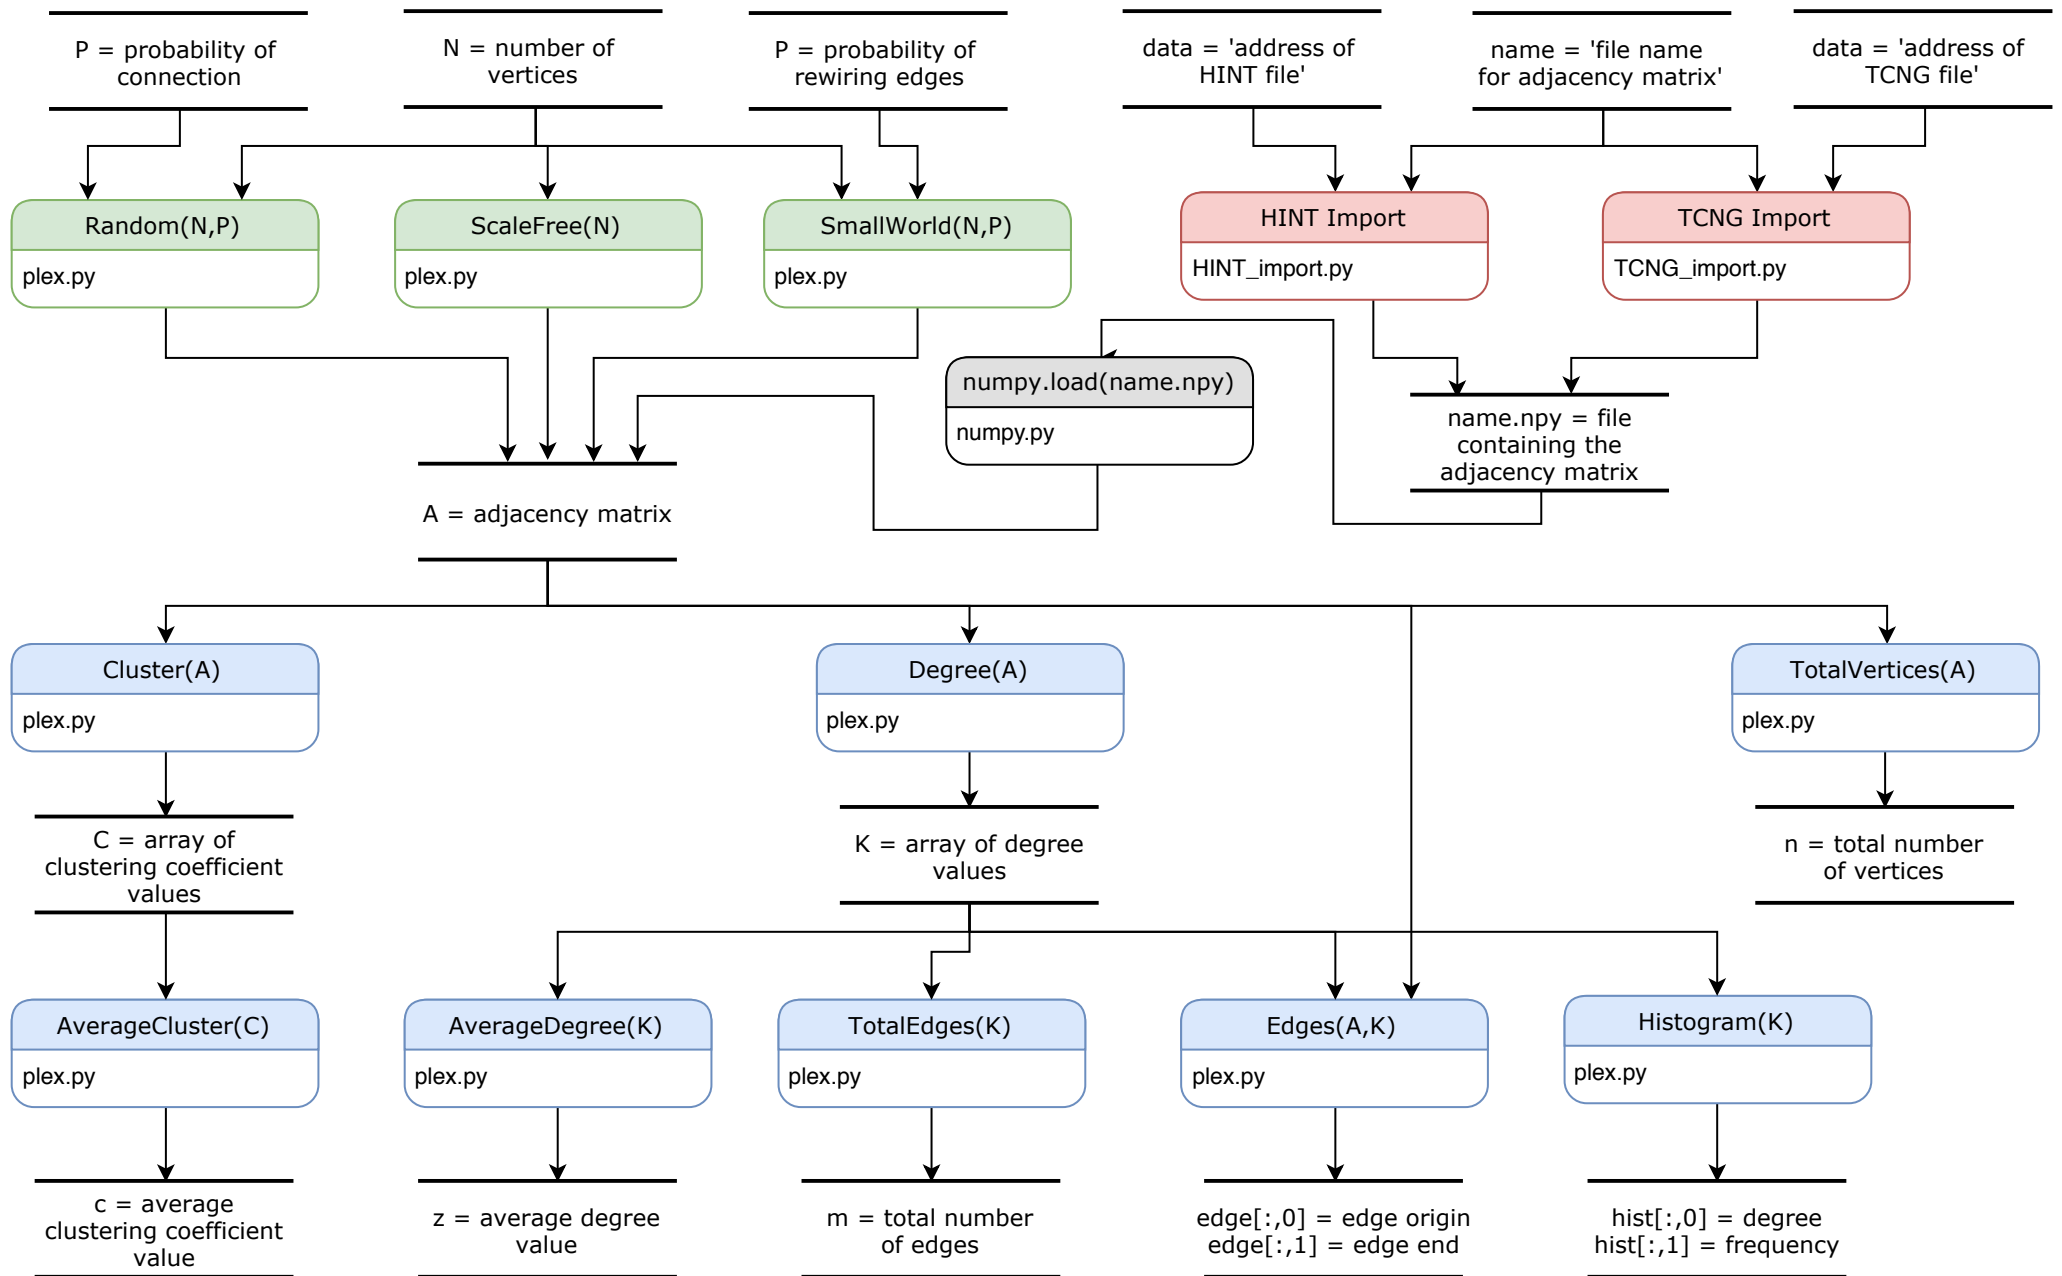 P = probability of
connection
N = number of
vertices
P = probability of
rewiring edges
data = 'address of
HINT file'
name = 'file name
for adjacency matrix'
data = 'address of
TCNG file'
Random(N,P)
plex.py
ScaleFree(N)
plex.py
SmallWorld(N,P)
plex.py
HINT Import
HINT_import.py
TCNG Import
TCNG_import.py
numpy.load(name.npy)
numpy.py
name.npy = file
containing the
adjacency matrix
A = adjacency matrix
Cluster(A)
plex.py
Degree(A)
plex.py
TotalVertices(A)
plex.py
C = array of
clustering coefficient
values
K = array of degree
values
n = total number
of vertices
AverageCluster(C)
plex.py
AverageDegree(K)
plex.py
TotalEdges(K)
plex.py
Edges(A,K)
plex.py
Histogram(K)
plex.py
c = average
clustering coefficient
value
z = average degree
value
m = total number
of edges
edge[:,0] = edge origin
edge[:,1] = edge end
hist[:,0] = degree
hist[:,1] = frequency